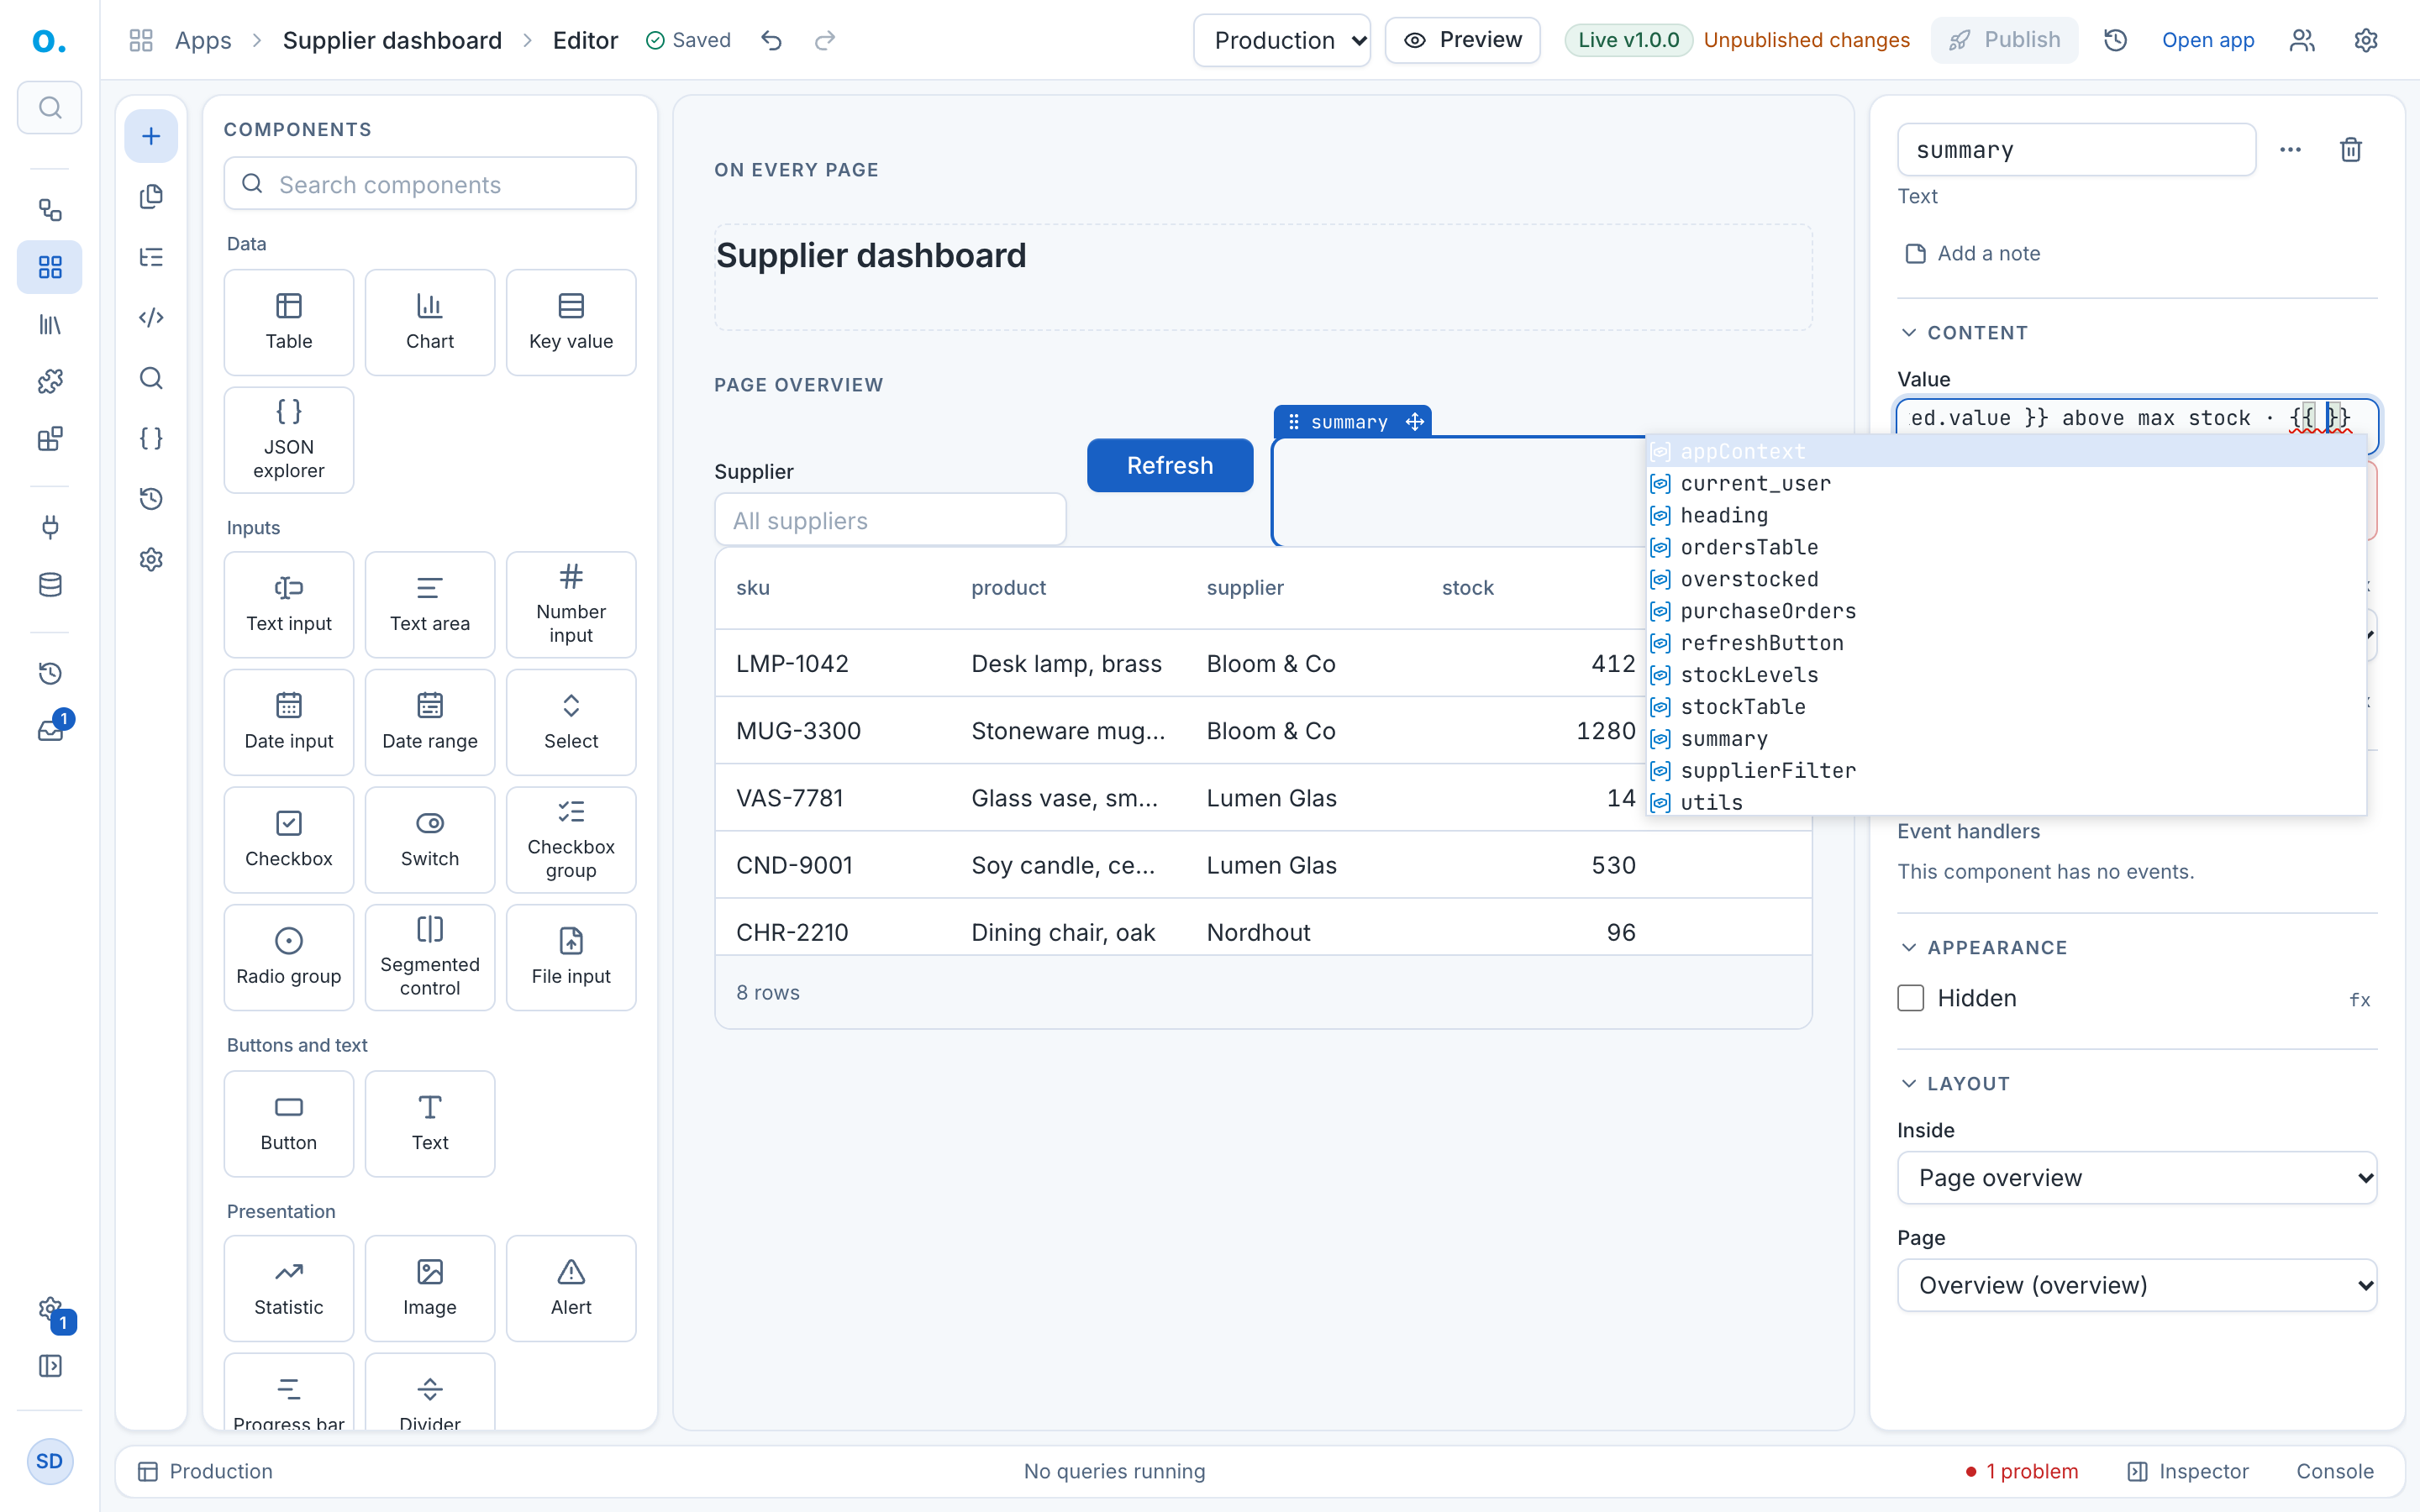 o.
Apps
Supplier dashboard
Editor
Saved
Production
Preview
Live v1.0.0
Unpublished changes
Publish
Open app
COMPONENTS
Search components
Data
Table
Chart
Key value
JSON
explorer
Inputs
Text input
Text area
Number
input
Date input
Date range
Select
Checkbox
Switch
Checkbox
group
Radio group
Segmented
control
File input
Buttons and text
Button
Text
Presentation
Statistic
Image
Alert
Progress bar
Divider
1
1
SD
ON EVERY PAGE
Supplier dashboard
PAGE OVERVIEW
summary
Supplier
All suppliers
Refresh
sku product supplier stock
LMP-1042 Desk lamp, brass Bloom & Co 412
MUG-3300 Stoneware mug... Bloom & Co 1280
VAS-7781 Glass vase, sm... Lumen Glas 14
CND-9001 Soy candle, ce... Lumen Glas 530
CHR-2210 Dining chair, oak Nordhout 96
8 rows
summary
Text
Add a note
CONTENT
Value
ed.value }} above max stock · {{ }}
appContext
current_user
heading
ordersTable
overstocked
purchaseOrders
refreshButton
stockLevels
stockTable
summary
supplierFilter
utils
Event handlers
This component has no events.
APPEARANCE
Hidden
fx
LAYOUT
Inside
Page overview
Page
Overview (overview)
Production
No queries running
1 problem
Inspector
Console